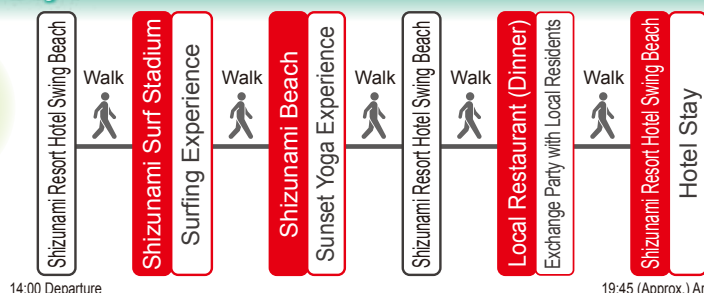 Shizunami Resort Hotel Swing Beach
Walk
Shizunami Surf Stadium
Surfing Experience
Walk
Shizunami Beach
Sunset Yoga Experience
Walk
Shizunami Resort Hotel Swing Beach
Walk
Local Restaurant (Dinner)
Exchange Party with Local Residents
Walk
Shizunami Resort Hotel Swing Beach
Hotel Stay
14:00 Departure
19:45 (Approx.) Ar